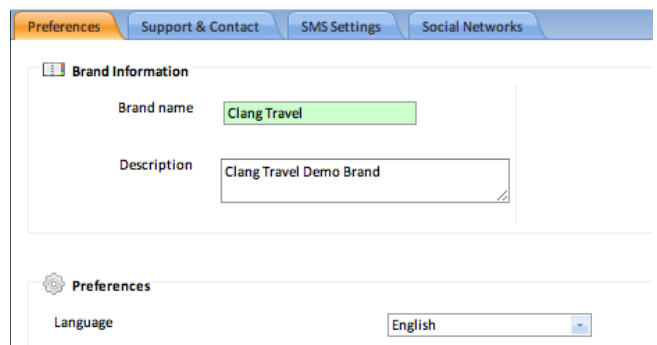 Preferences Support & Contact SMS Settings Social Networks
Brand Information
Brand name Clang Travel
Description Clang Travel Demo Brand
Preferences
Language English